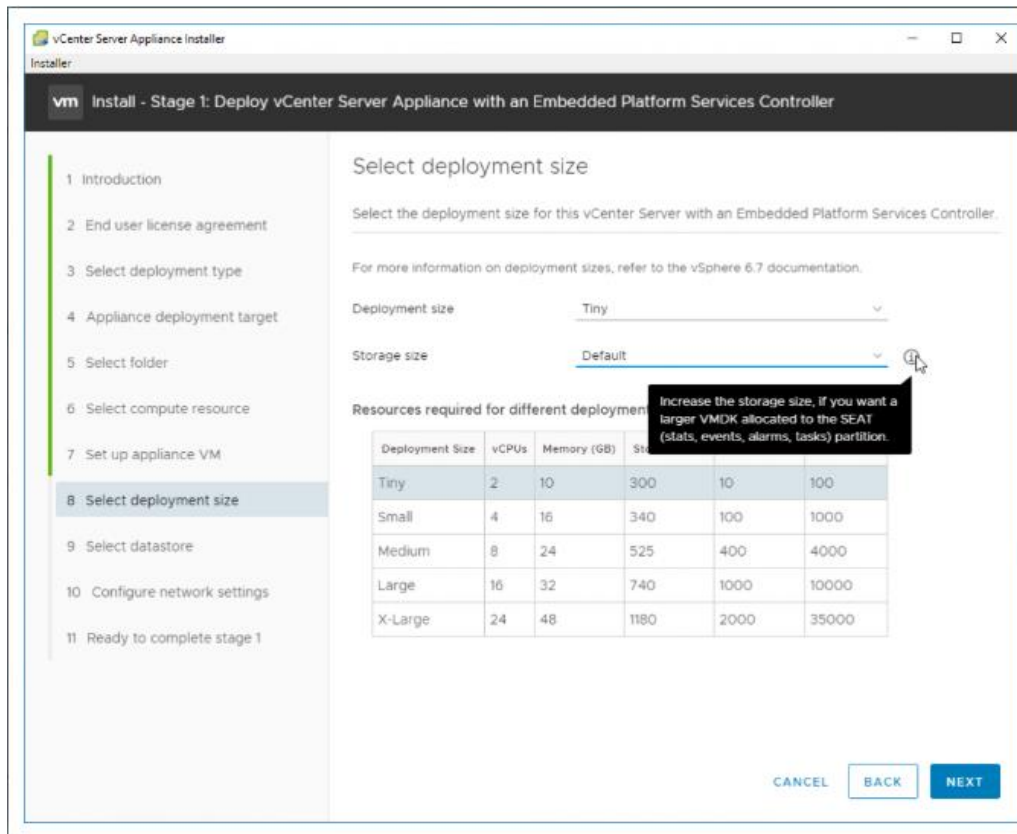 vCenter Server Appliance Installer
Installer
vm Install - Stage 1: Deploy vCenter Server Appliance with an Embedded Platform Services Controller
1 Introduction
2 End user license agreement
3 Select deployment type
4 Appliance deployment target
5 Select folder
6 Select compute resource
7 Set up appliance VM
8 Select deployment size
9 Select datastore
10 Configure network settings
11 Ready to complete stage 1
Select deployment size
Select the deployment size for this vCenter Server with an Embedded Platform Services Controller.
For more information on deployment sizes, refer to the vSphere 6.7 documentation.
Deployment size Tiny
Storage size Default
Increase the storage size, if you want a
larger VMDK allocated to the SEAT
(stats, events, alarms, tasks) partition.
Resources required for different deployment
Deployment Size vCPUs Memory (GB)
Tiny 2 10 300 10 100
Small 4 16 340 100 1000
Medium 8 24 525 400 4000
Large 16 32 740 1000 10000
X-Large 24 48 1180 2000 35000
CANCEL BACK NEXT